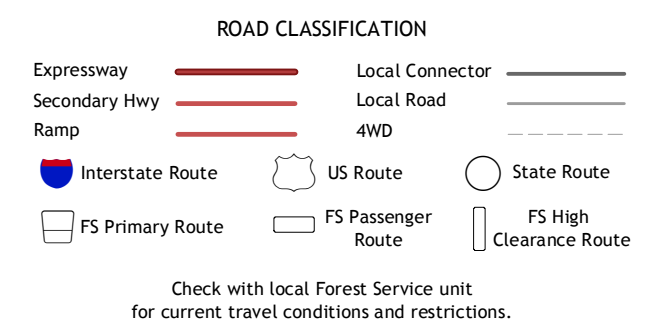 ROAD CLASSIFICATION
Expressway
Local Connector
Secondary Hwy
Local Road
Ramp
4WD
Interstate Route
US Route
State Route
FS Primary Route
FS Passenger
Route
FS High
Clearance Route
Check with local Forest Service unit
for current travel conditions and restrictions.